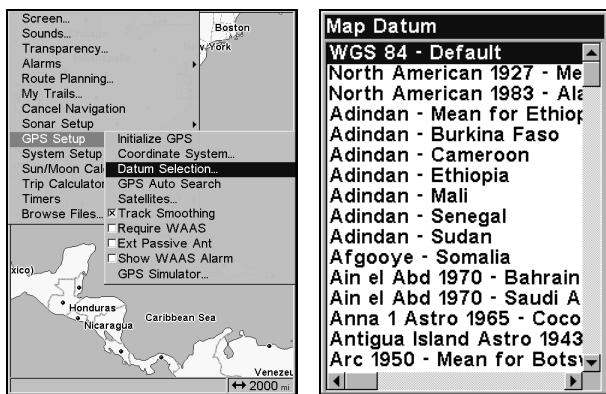 Screen...
Sounds...
Transparency...
Alarms
Route Planning...
My Trails...
Cancel Navigation
Sonar Setup
GPS Setup
System Setup
Sun/Moon Cal
Trip Calculator
Timers
Browse Files...
Initialize GPS
Coordinate System...
Datum Selection...
GPS Auto Search
Satellites...
Track Smoothing
Require WAAS
Ext Passive Ant
Show WAAS Alarm
GPS Simulator...
Boston
York
xico)
Honduras
Nicaragua
Caribbean Sea
Venezu
2000 mi
Map Datum
WGS 84 - Default
North American 1927 - Me
North American 1983 - Ala
Adindan - Mean for Ethiop
Adindan - Burkina Faso
Adindan - Cameroon
Adindan - Ethiopia
Adindan - Mali
Adindan - Senegal
Adindan - Sudan
Afgooye - Somalia
Ain el Abd 1970 - Bahrain
Ain el Abd 1970 - Saudi A
Anna 1 Astro 1965 - Coco
Antigua Island Astro 1943
Arc 1950 - Mean for Botsw